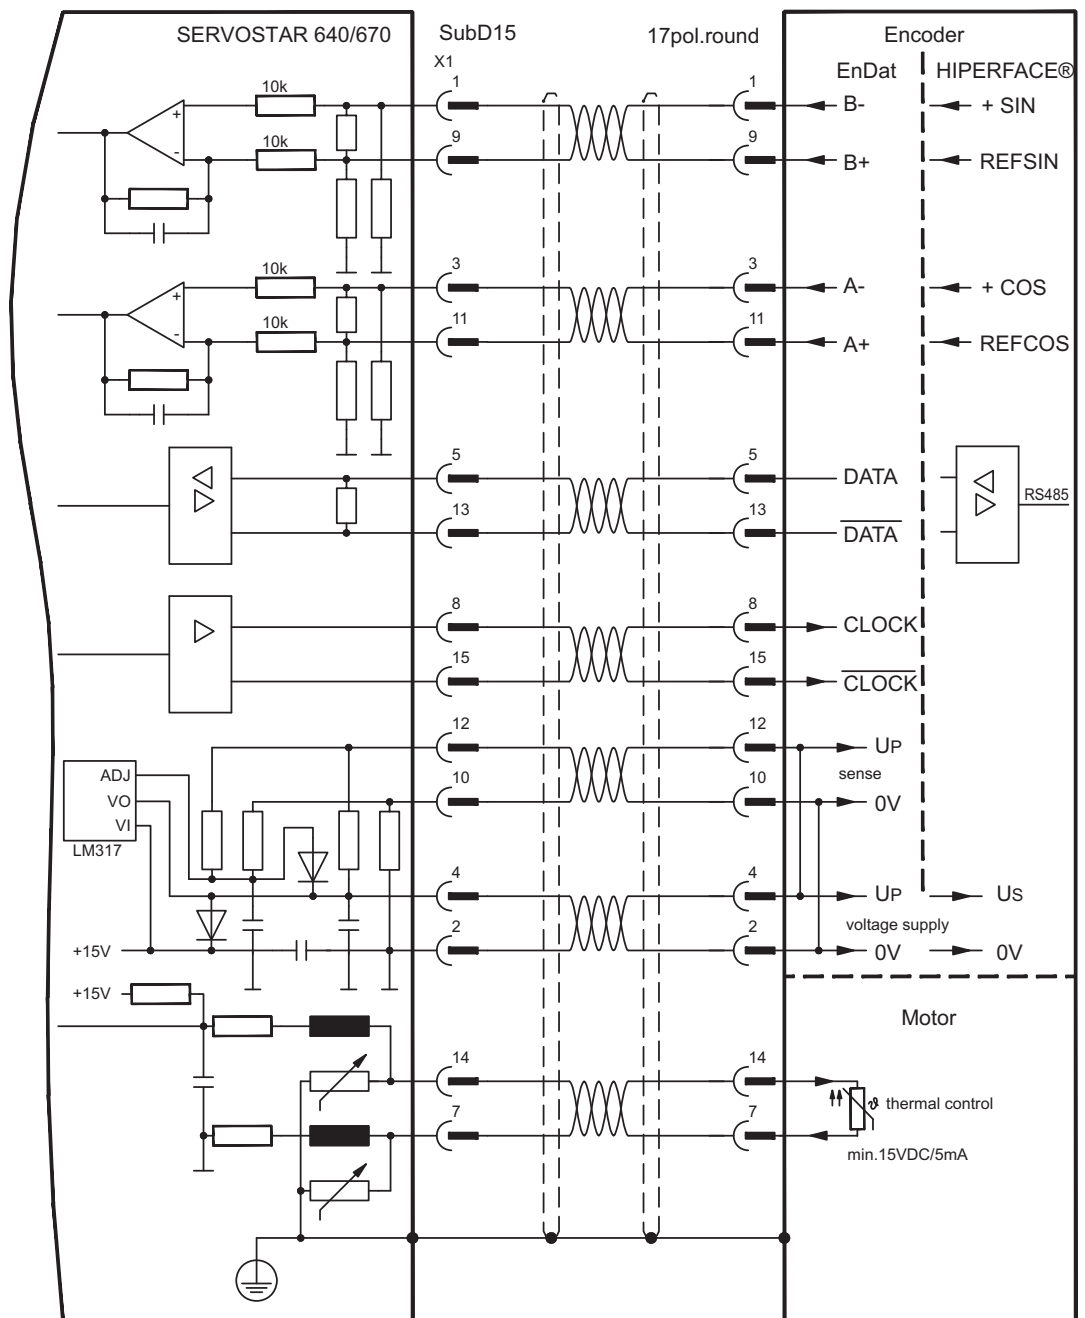 SERVOSTAR 640/670 SubD15 17pol.round Encoder
X1 EnDat HIPERFACE®
10k 1 1 B- + SIN
+
10k 9 9 B+ REFSIN
-
10k 3 3 A- + COS
+
10k 11 11 A+ REFCOS
-
5 5 DATA
RS485
13 13 DATA
8 8 CLOCK
15 15 CLOCK
12 12 UP
ADJ sense
VO 10 10 0V
VI
LM317
4 4 UP US
voltage supply
+15V 2 2 0V 0V
+15V
Motor
14 14
ϑ thermal control
7 7
min.15VDC/5mA